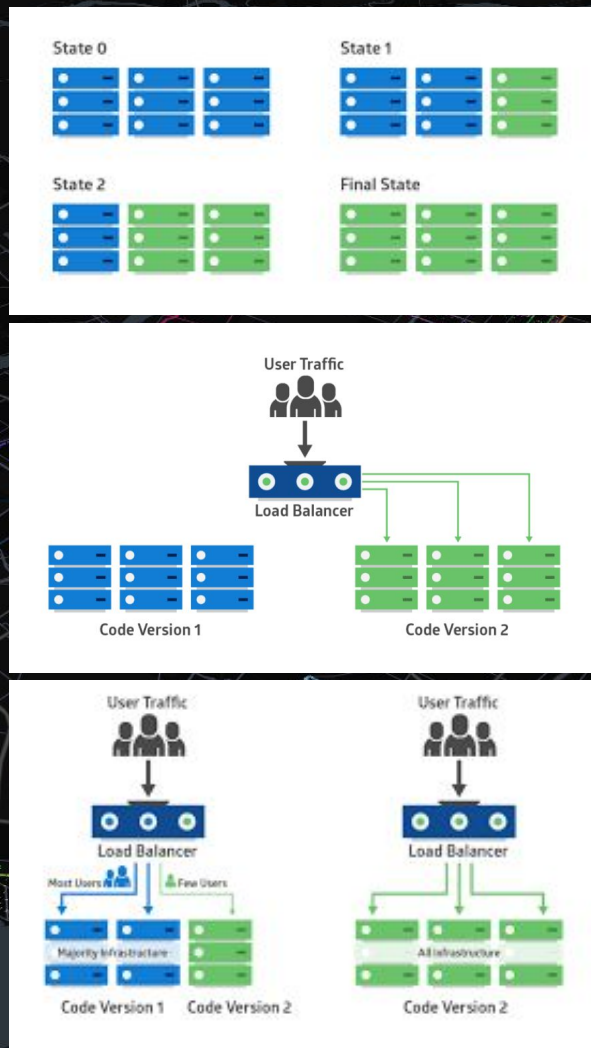 State 0
State 1
State 2
Final State
User Traffic
Load Balancer
Code Version 1
Code Version 2
User Traffic
Load Balancer
Most Users
Few Users
Majority Infrastructure
Code Version 1
Code Version 2
User Traffic
Load Balancer
All Infrastructure
Code Version 2